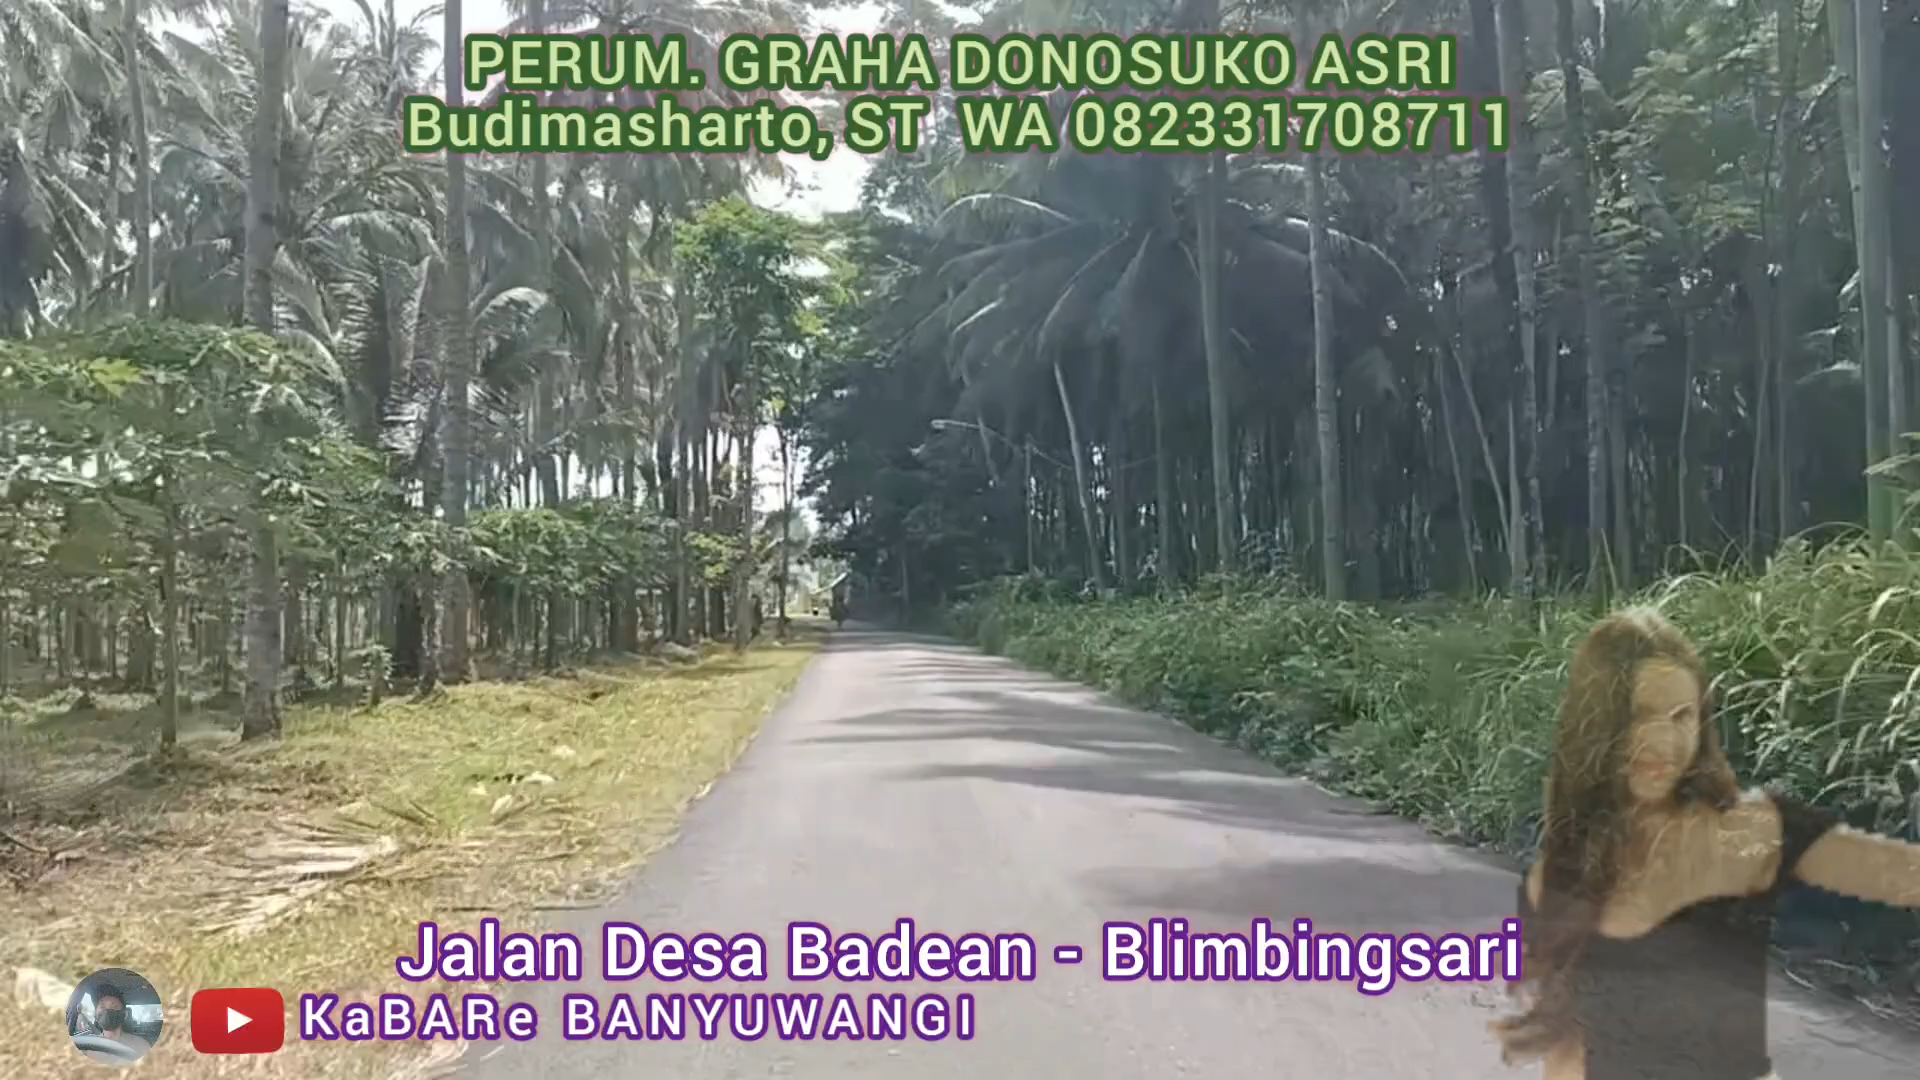 PERUM. GRAHA DONOSUKO ASRI
Budimasharto, ST WA 082331708711
Jalan Desa Badean - Blimbingsari
KaBARe BANYUWANGI